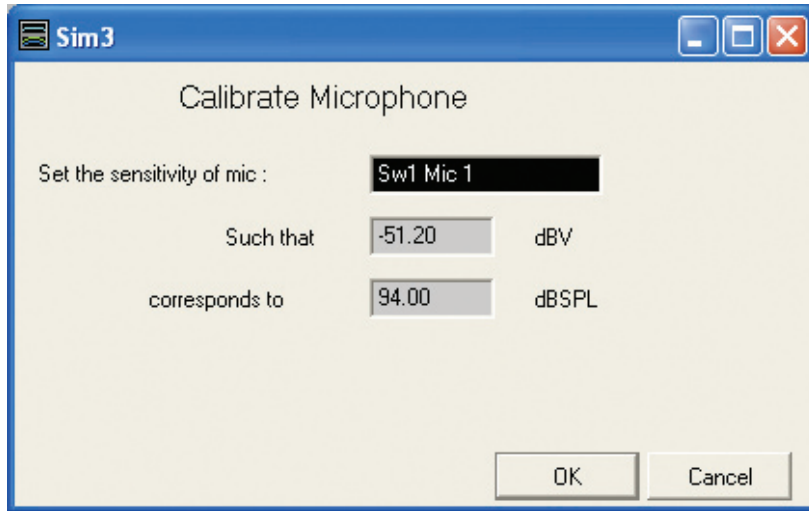 Sim3
Calibrate Microphone
Set the sensitivity of mic : Sw1 Mic 1
Such that -51.20 dBV
corresponds to 94.00 dBSPL
OK Cancel